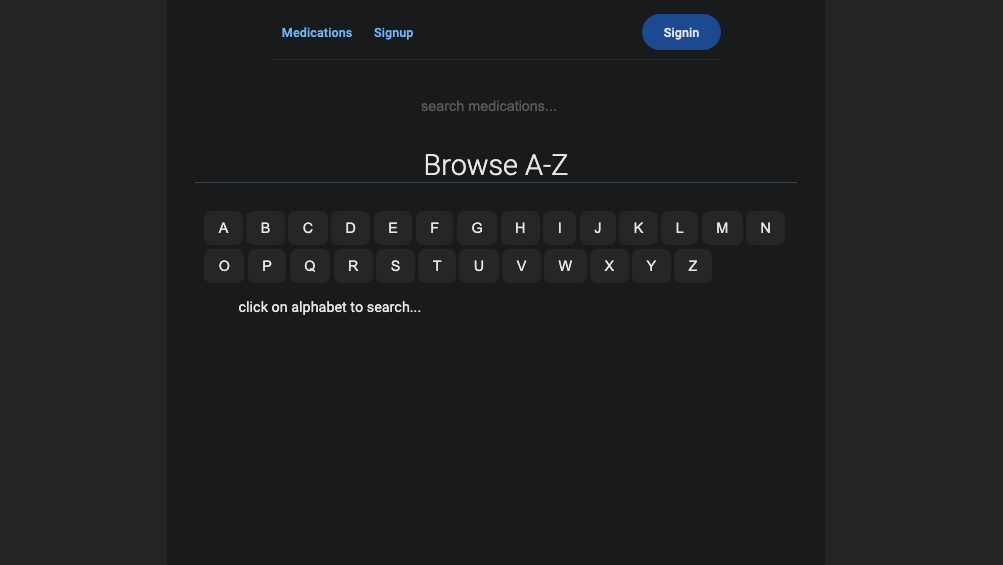 Medications Signup Signin
search medications...
Browse A-Z
A B C D E F G H I J K L M N
O P Q R S T U V W X Y Z
click on alphabet to search...